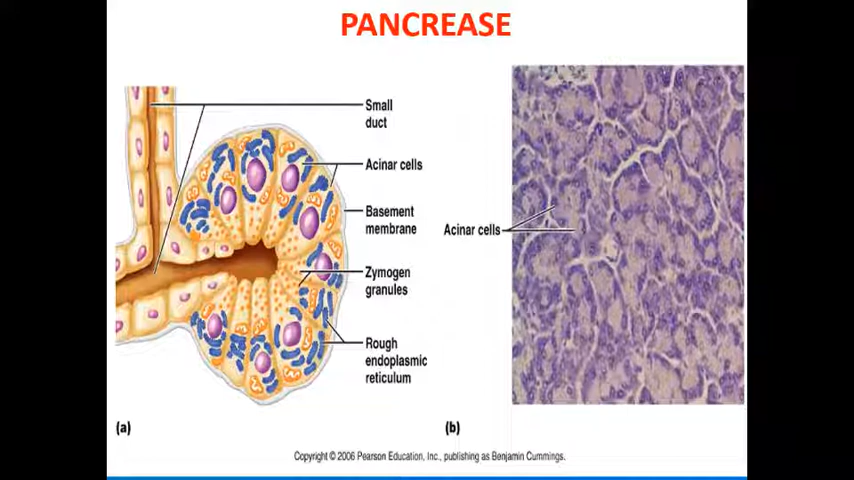 PANCREASE
Small
duct
Acinar cells
Basement
membrane
Zymogen
granules
Rough
endoplasmic
reticulum
(a)
Acinar cells
(b)
Copyright © 2006 Pearson Education, Inc., publishing as Benjamin Cummings.